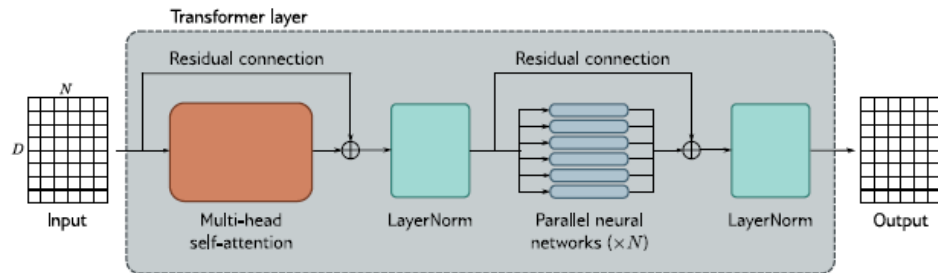 Transformer layer
Residual connection
Residual connection
N
D
Input
Multi-head
self-attention
LayerNorm
Parallel neural
networks (×N)
LayerNorm
Output